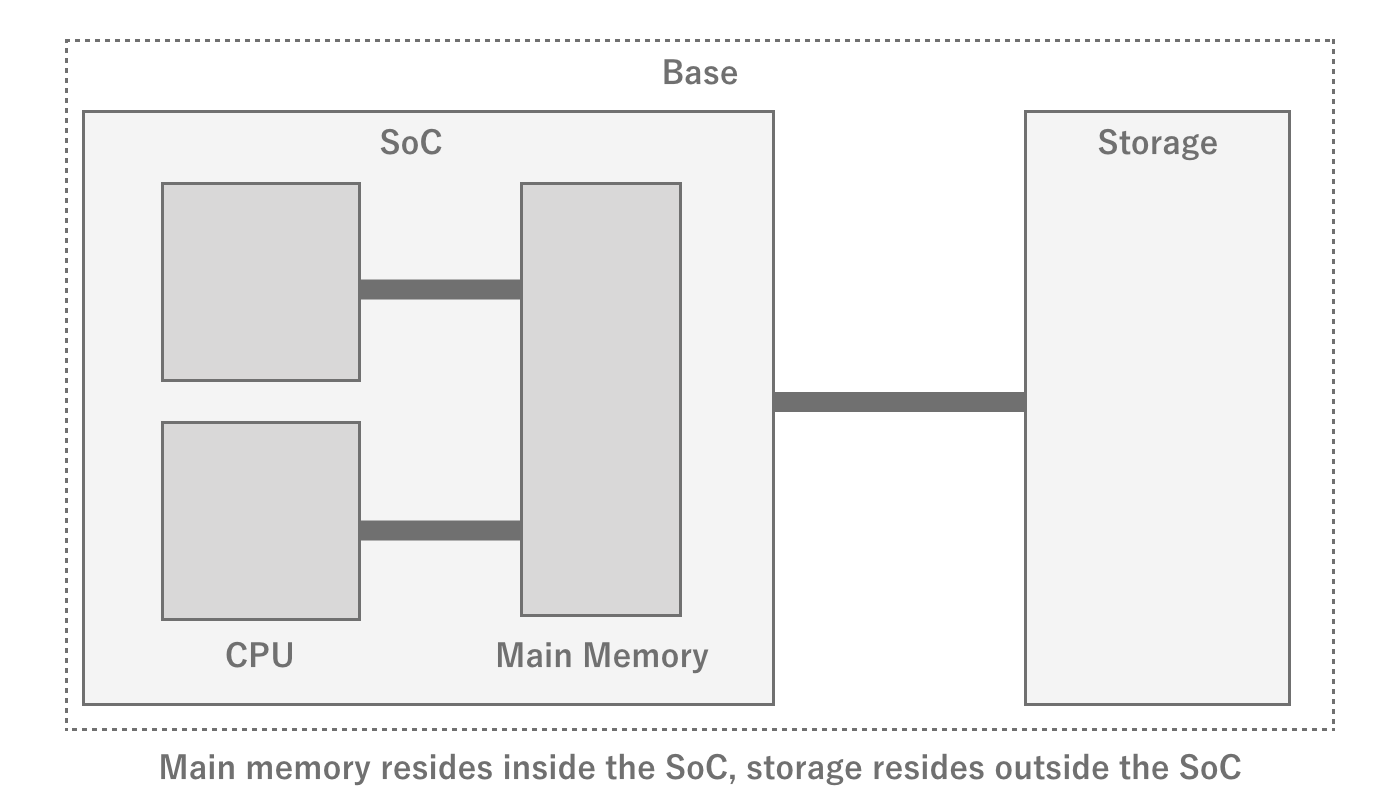 Base
SoC
Storage
CPU
Main Memory
Main memory resides inside the SoC, storage resides outside the SoC